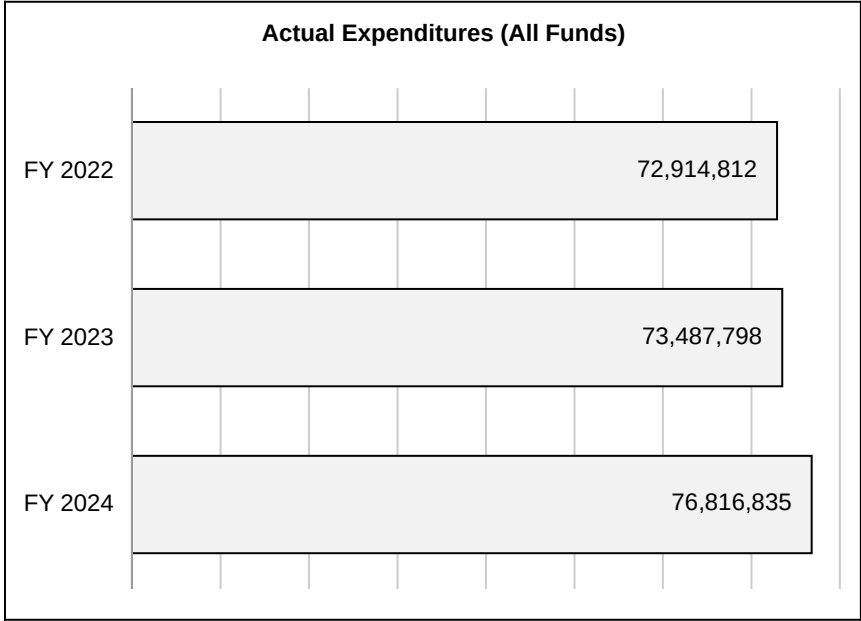 Actual Expenditures (All Funds)
FY 2022
72,914,812
FY 2023
73,487,798
FY 2024
76,816,835